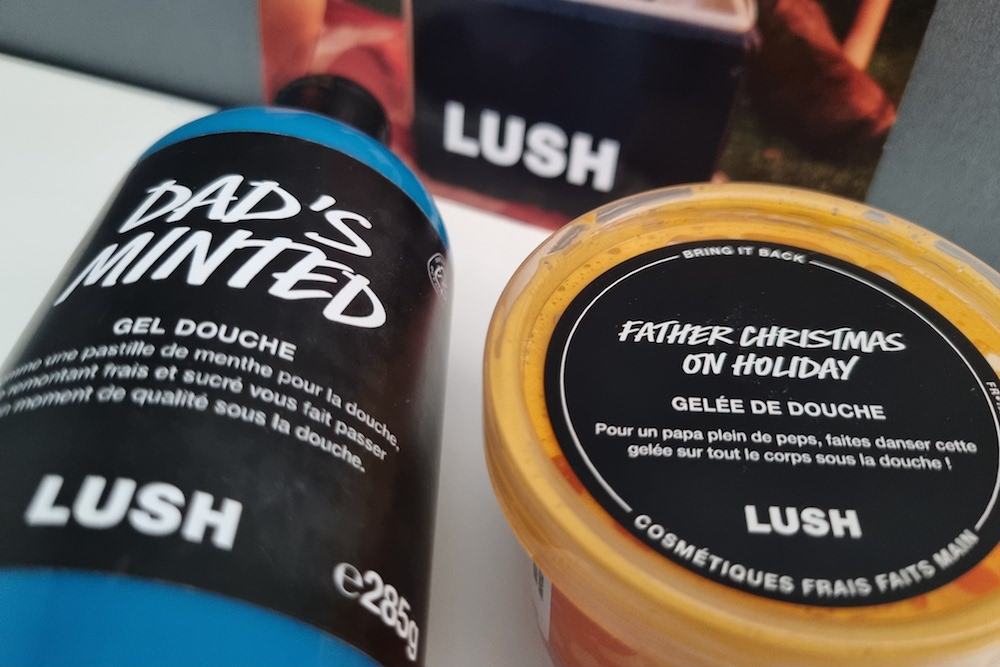 LUSH
DAD'S
MINTED
GEL DOUCHE
une pastille de menthe pour la douche,
remontant frais et sucré vous fait passer
moment de qualité sous la douche.
LUSH
e285g
BRING IT BACK
FATHER CHRISTMAS
ON HOLIDAY
GELÉE DE DOUCHE
Pour un papa plein de peps, faites danser cette
gelée sur tout le corps sous la douche !
LUSH
COSMÉTIQUES FRAIS FAITS MAIN